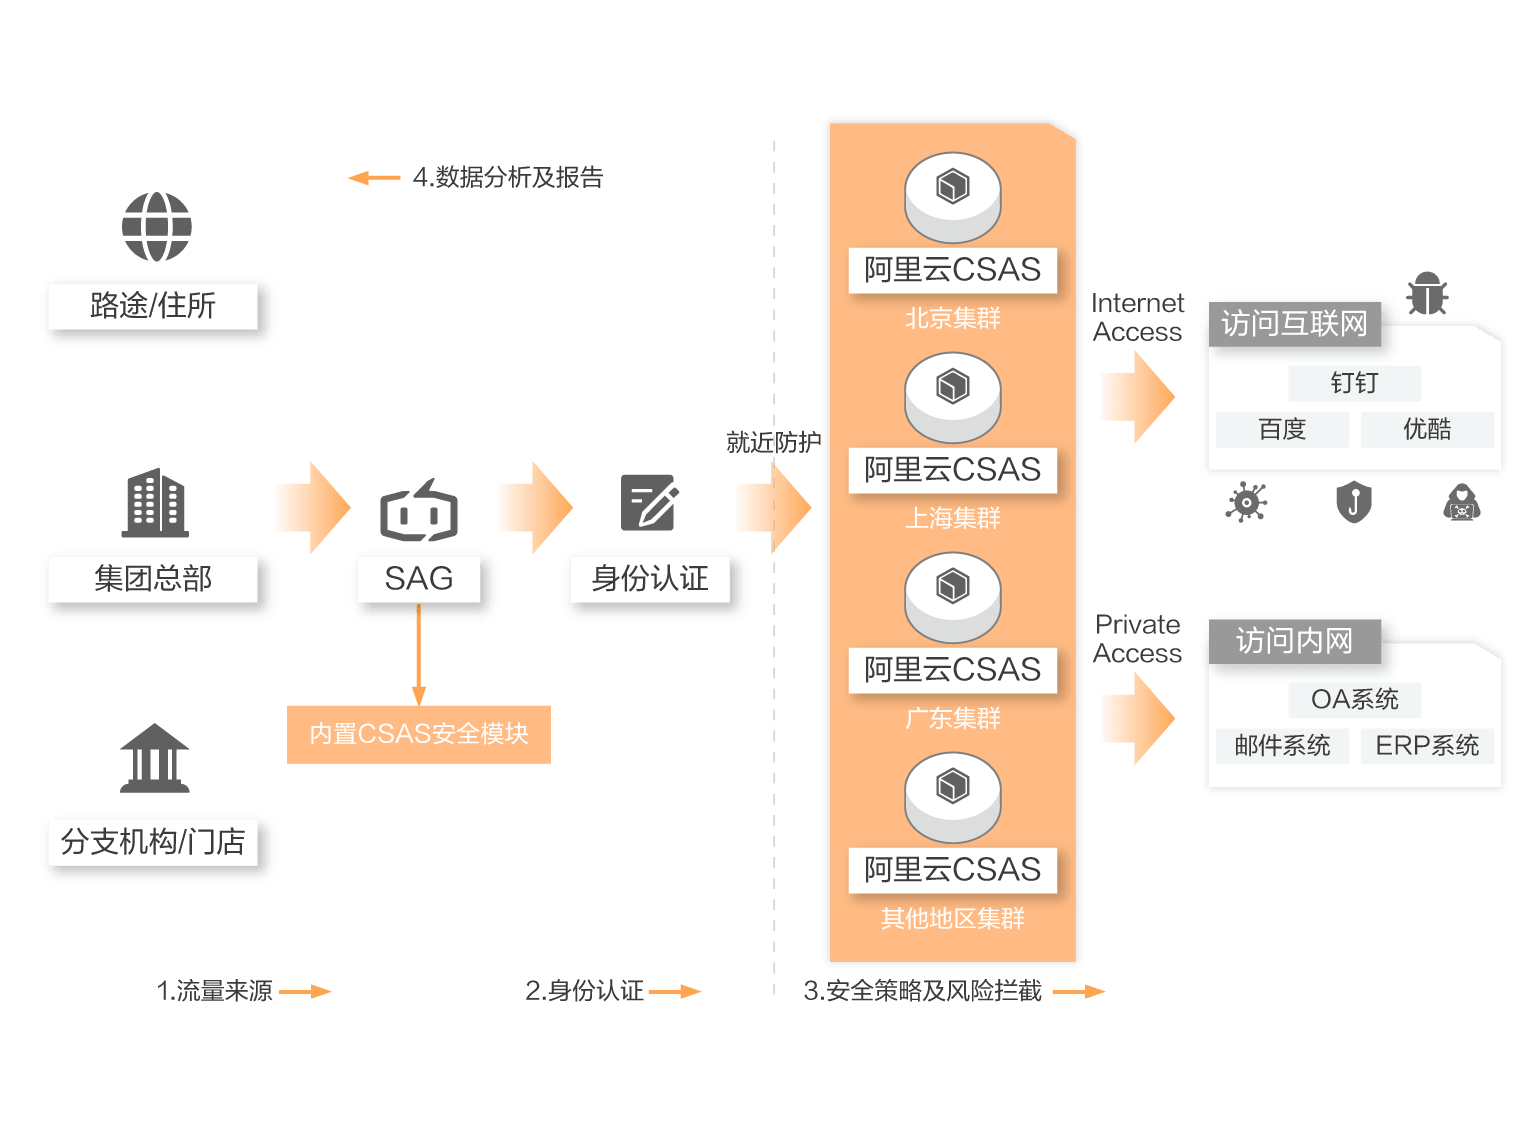 4.数据分析及报告
路途/住所
集团总部
分支机构/门店
SAG
内置CSAS安全模块
身份认证
就近防护
阿里云CSAS
北京集群
阿里云CSAS
上海集群
阿里云CSAS
广东集群
阿里云CSAS
其他地区集群
Internet
Access
访问互联网
钉钉
百度
优酷
Private
Access
访问内网
OA系统
邮件系统
ERP系统
1.流量来源
2.身份认证
3.安全策略及风险拦截